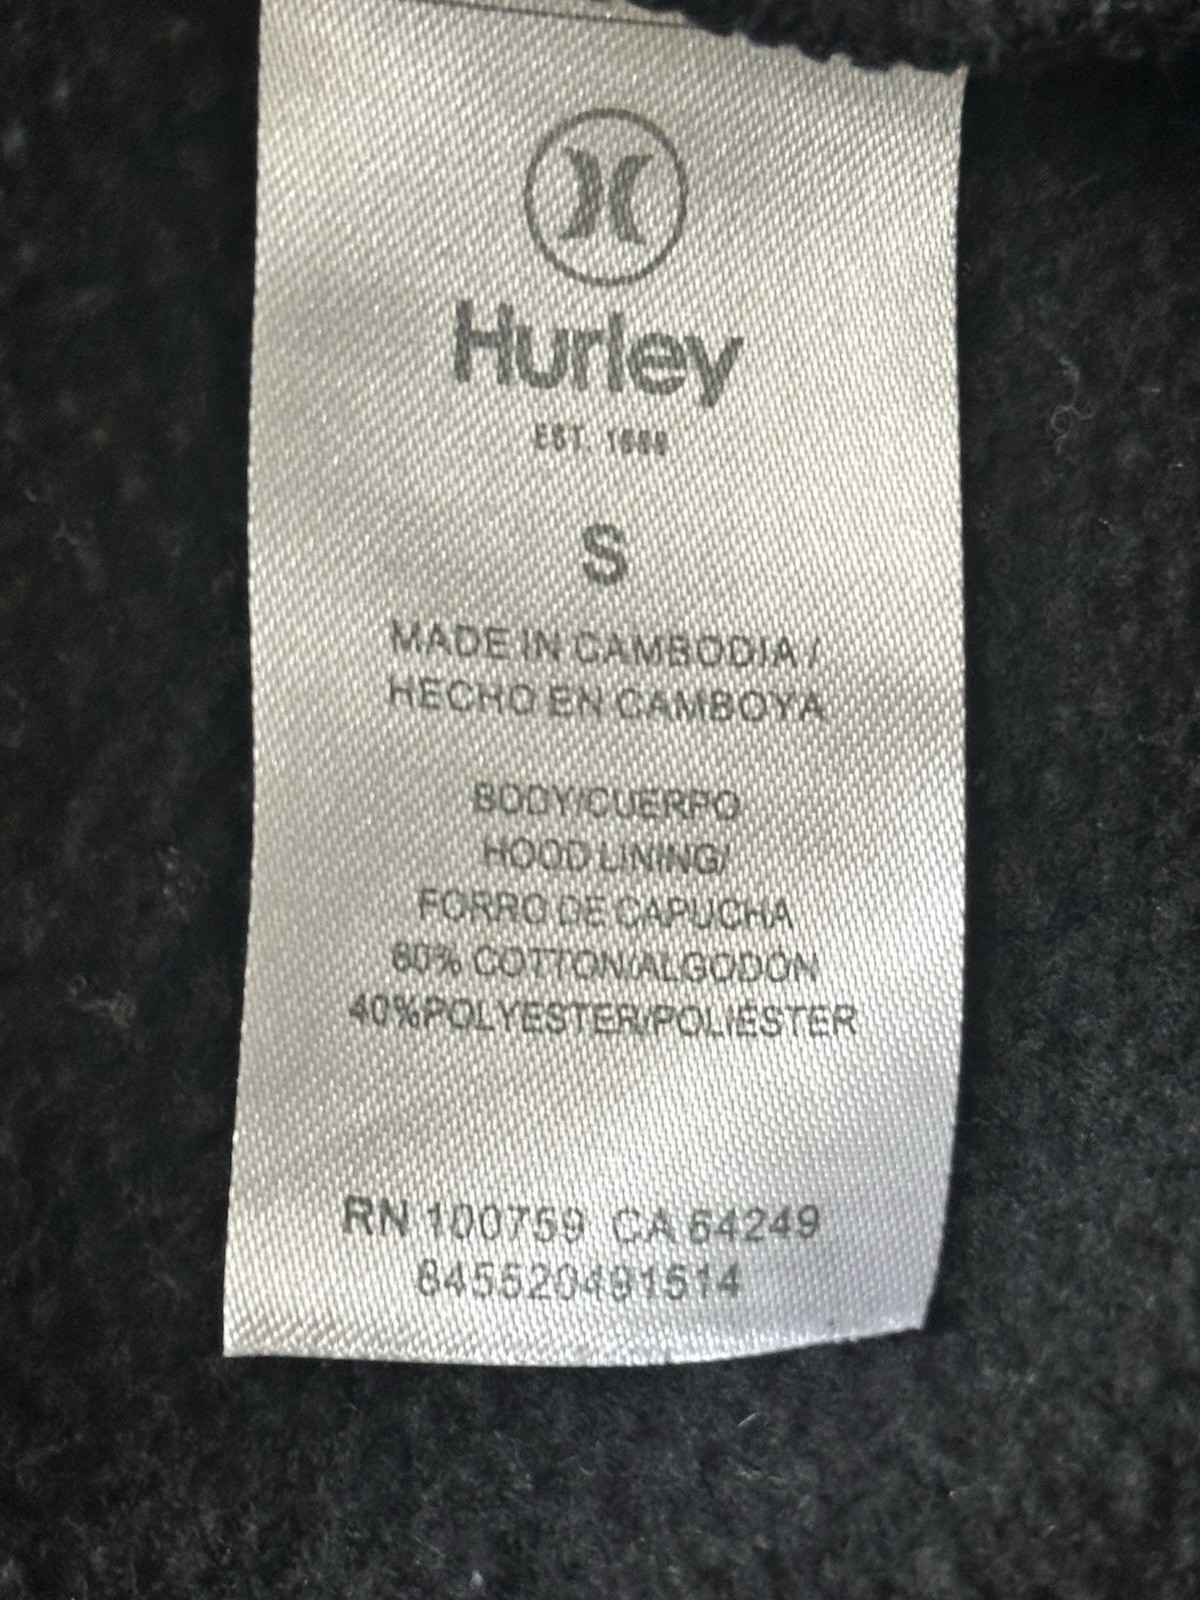 Hurley
EST.
S
MADE IN CAMBODIA /
HECHO EN CAMBOYA
BODY/CUERPO
HOOD LINING/
FORRO DE CAPUCHA
60% COTTON/ALGODÓN
40%POLYESTER/POLIÉSTER
RN 100759 CA 64249
845520491514